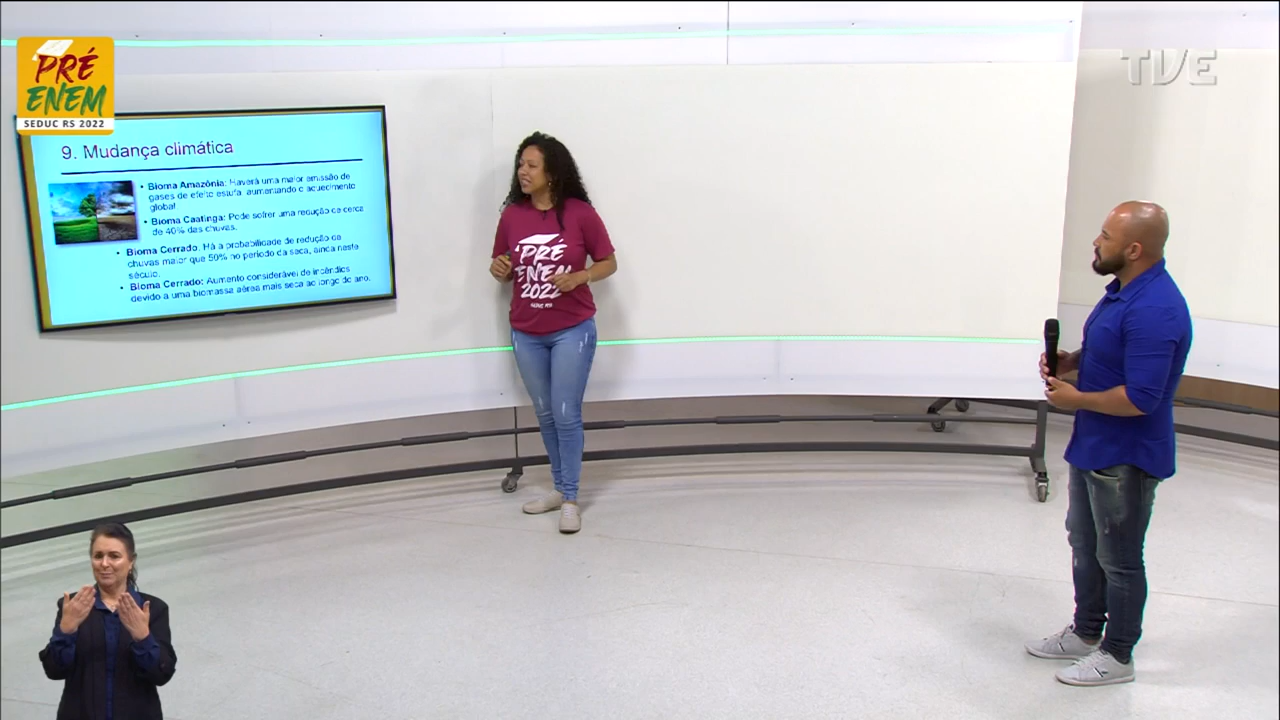 PRÉ
ENEM
SEDUC RS 2022
TVE
9. Mudança climática
• Bioma Amazônia: Haverá uma maior emissão de
gases de efeito estufa, aumentando o aquecimento
global.
• Bioma Caatinga: Pode sofrer uma redução de cerca
de 40% das chuvas.
• Bioma Cerrado: Há a probabilidade de redução de
chuvas maior que 50% no período da seca, ainda neste
século.
• Bioma Cerrado: Aumento considerável de incêndios
devido a uma biomassa aérea mais seca ao longo do ano.
PRÉ
ENEM
2022
SEDUC RS